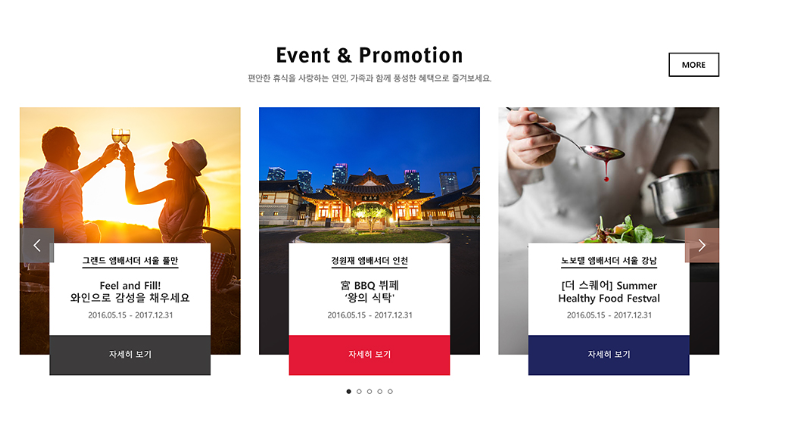 Event & Promotion
편안한 휴식을 사랑하는 연인, 가족과 함께 풍성한 혜택으로 즐겨보세요.
MORE
그랜드 앰배서더 서울 풀만
Feel and Fill!
와인으로 감성을 채우세요
2016.05.15 - 2017.12.31
자세히 보기
경원재 앰배서더 인천
宮 BBQ 뷔페
‘왕의 식탁’
2016.05.15 - 2017.12.31
자세히 보기
노보텔 앰배서더 서울 강남
[더 스퀘어] Summer
Healthy Food Festval
2016.05.15 - 2017.12.31
자세히 보기